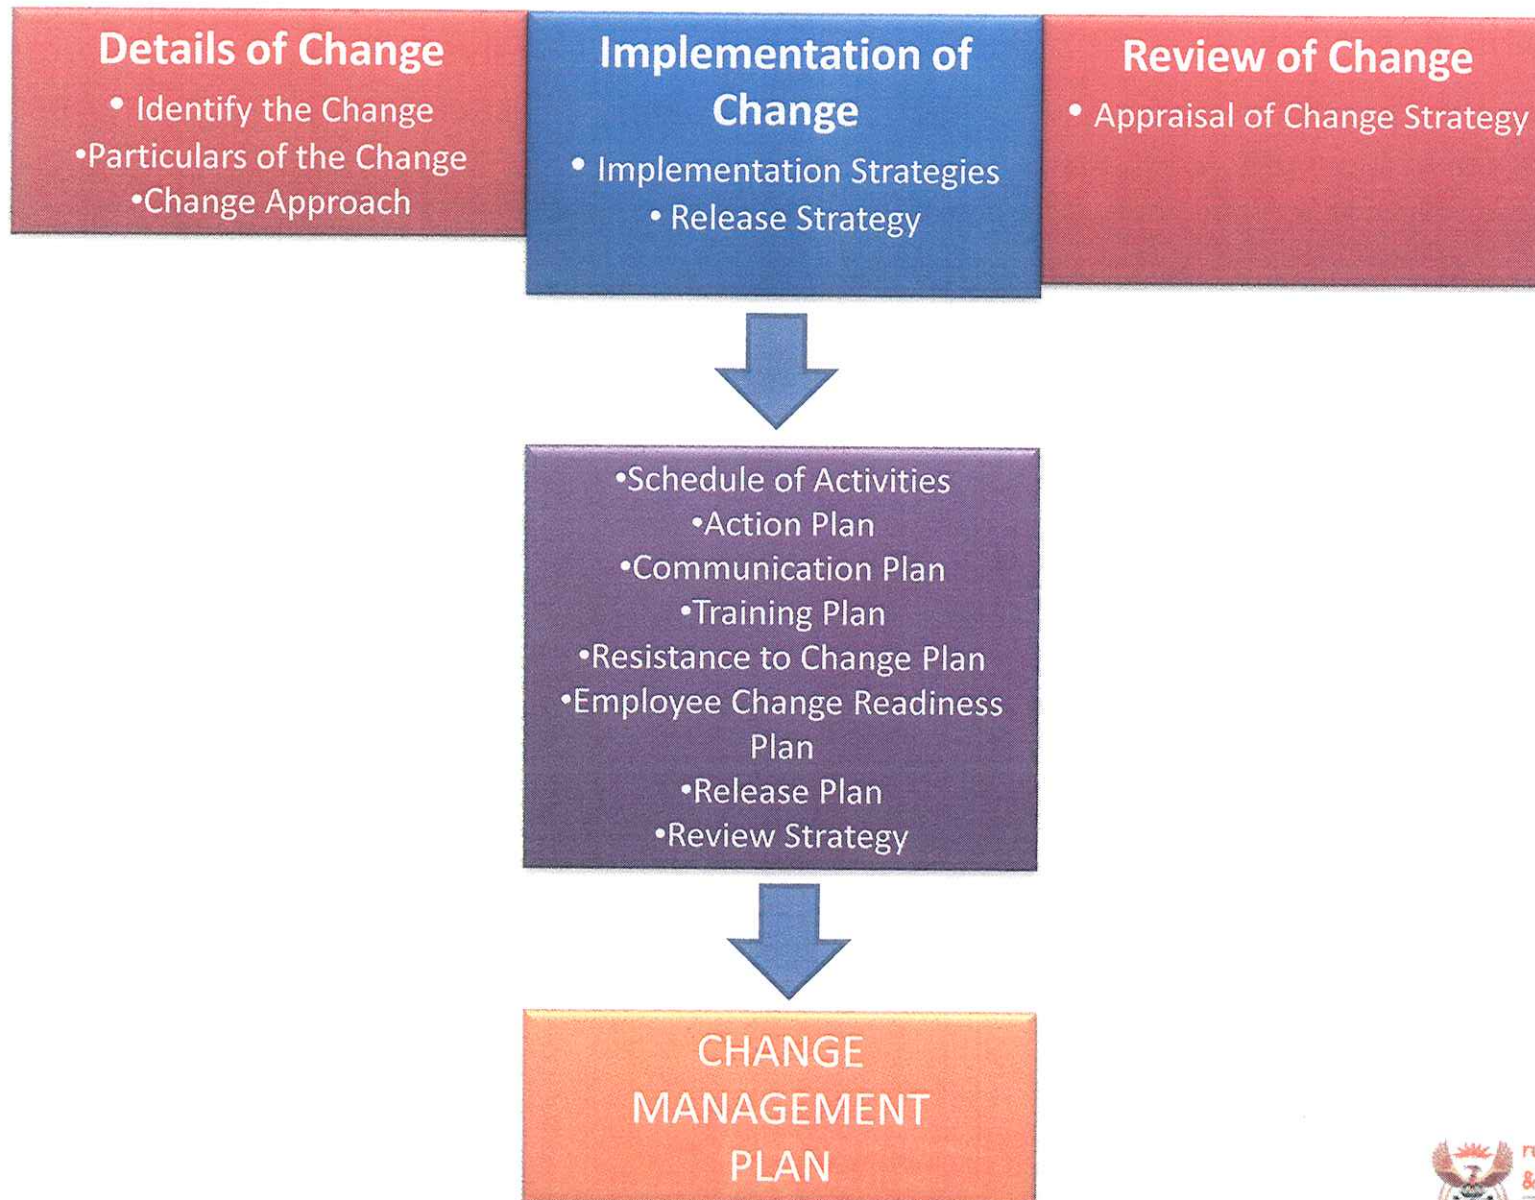 Details of Change
• Identify the Change
•Particulars of the Change
•Change Approach
Implementation of
Change
• Implementation Strategies
• Release Strategy
Review of Change
• Appraisal of Change Strategy
•Schedule of Activities
•Action Plan
•Communication Plan
•Training Plan
•Resistance to Change Plan
•Employee Change Readiness
Plan
•Release Plan
•Review Strategy
CHANGE
MANAGEMENT
PLAN